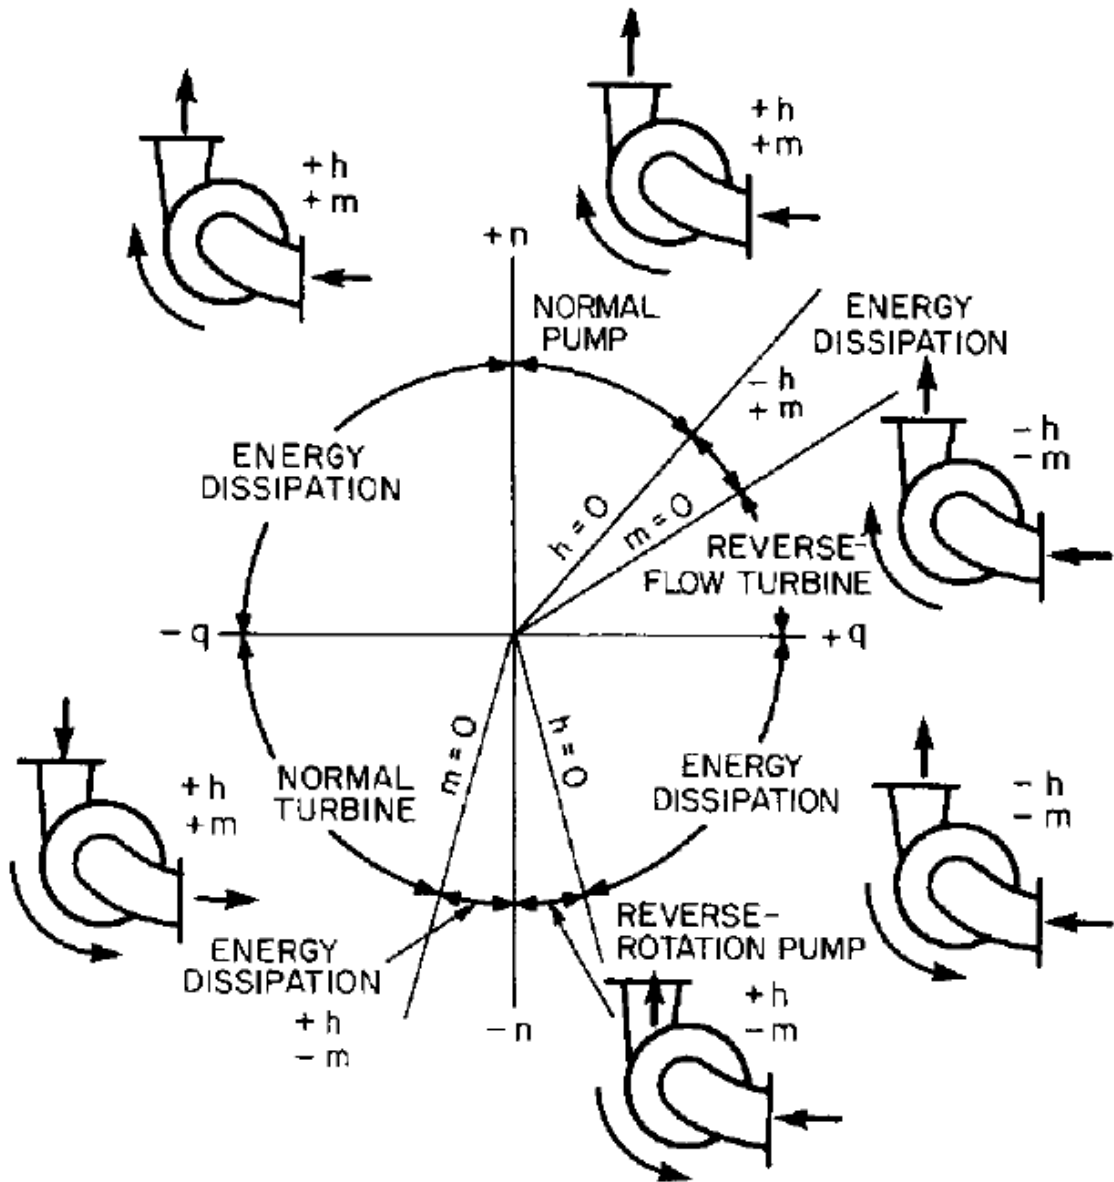 +h
+m
+h
+m
+n
NORMAL
PUMP
ENERGY
DISSIPATION
-h
+m
-h
-m
ENERGY
DISSIPATION
h=0
m=0
REVERSE-
FLOW TURBINE
-q
+q
m=0
h=0
+h
+m
NORMAL
TURBINE
ENERGY
DISSIPATION
-h
-m
ENERGY
DISSIPATION
+h
-m
-n
REVERSE-
ROTATION PUMP
+h
-m